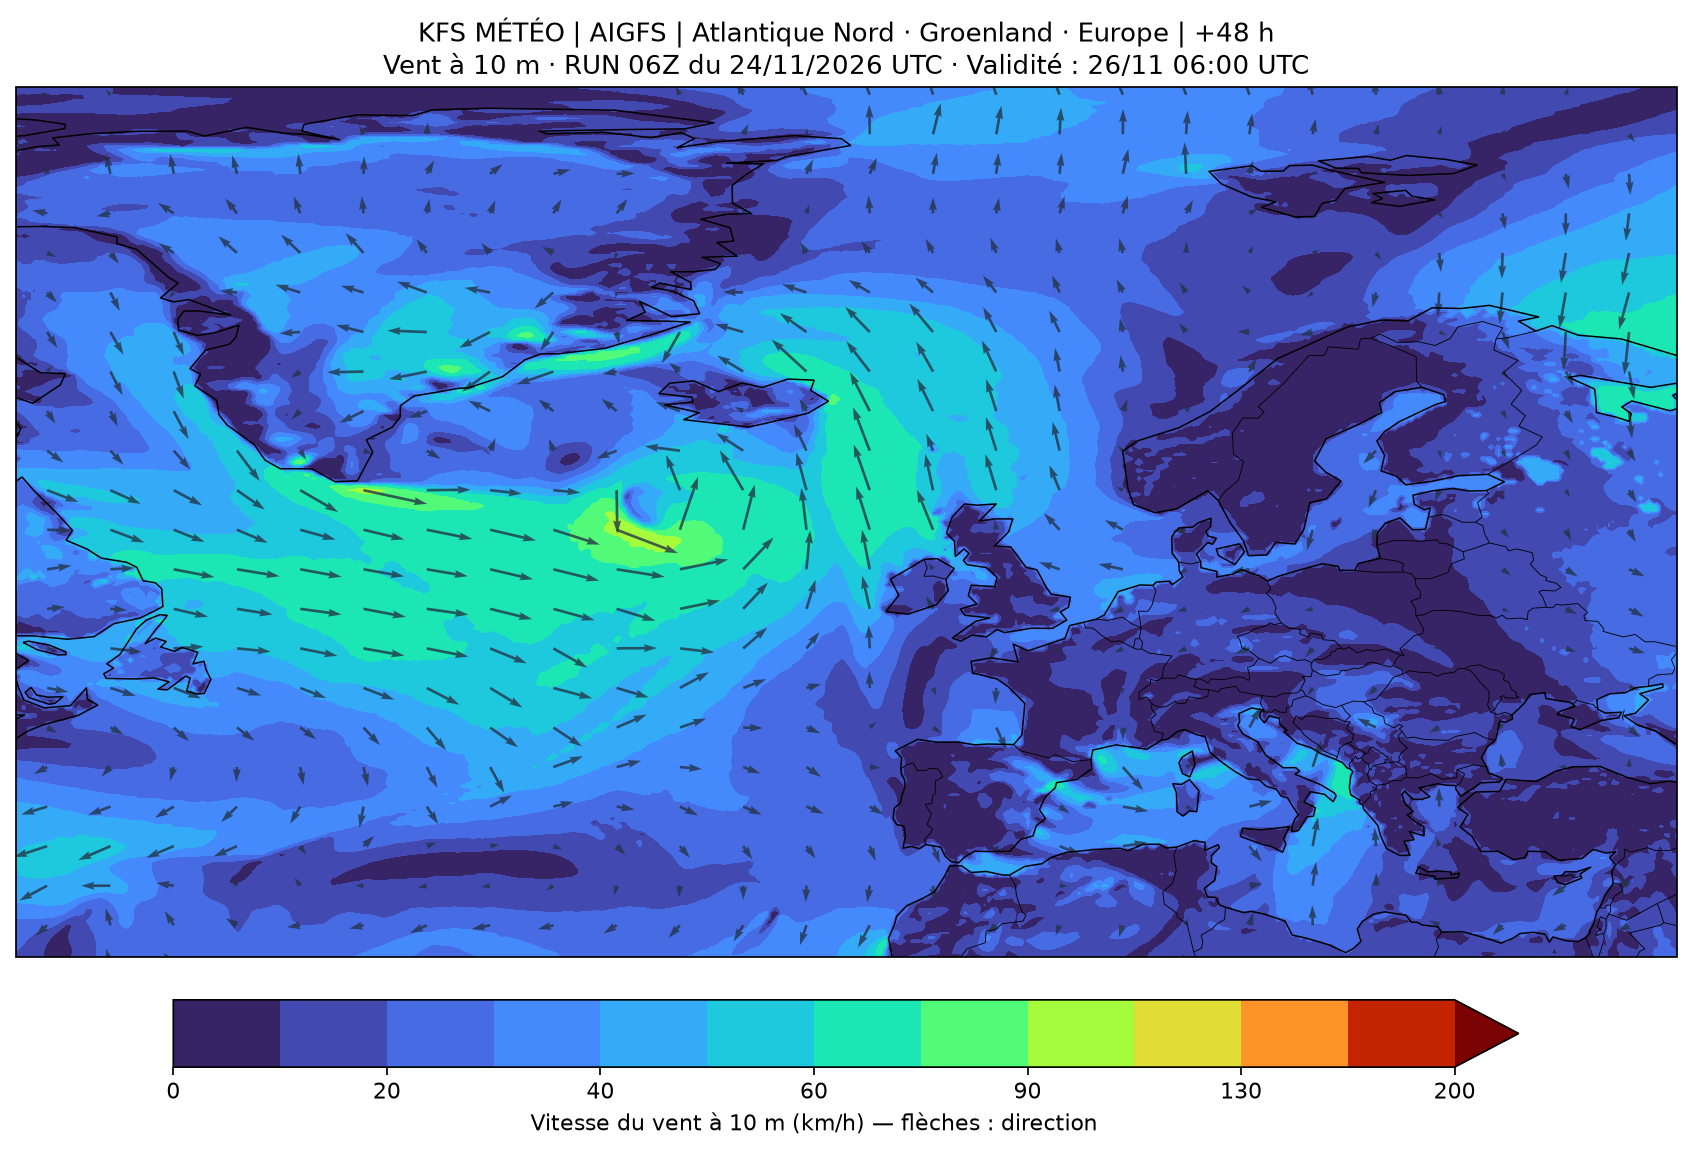 KFS MÉTÉO | AIGFS | Atlantique Nord · Groenland · Europe | +48 h
Vent à 10 m · RUN 06Z du 24/11/2026 UTC · Validité : 26/11 06:00 UTC
0 20 40 60 90 130 200
Vitesse du vent à 10 m (km/h) — flèches : direction